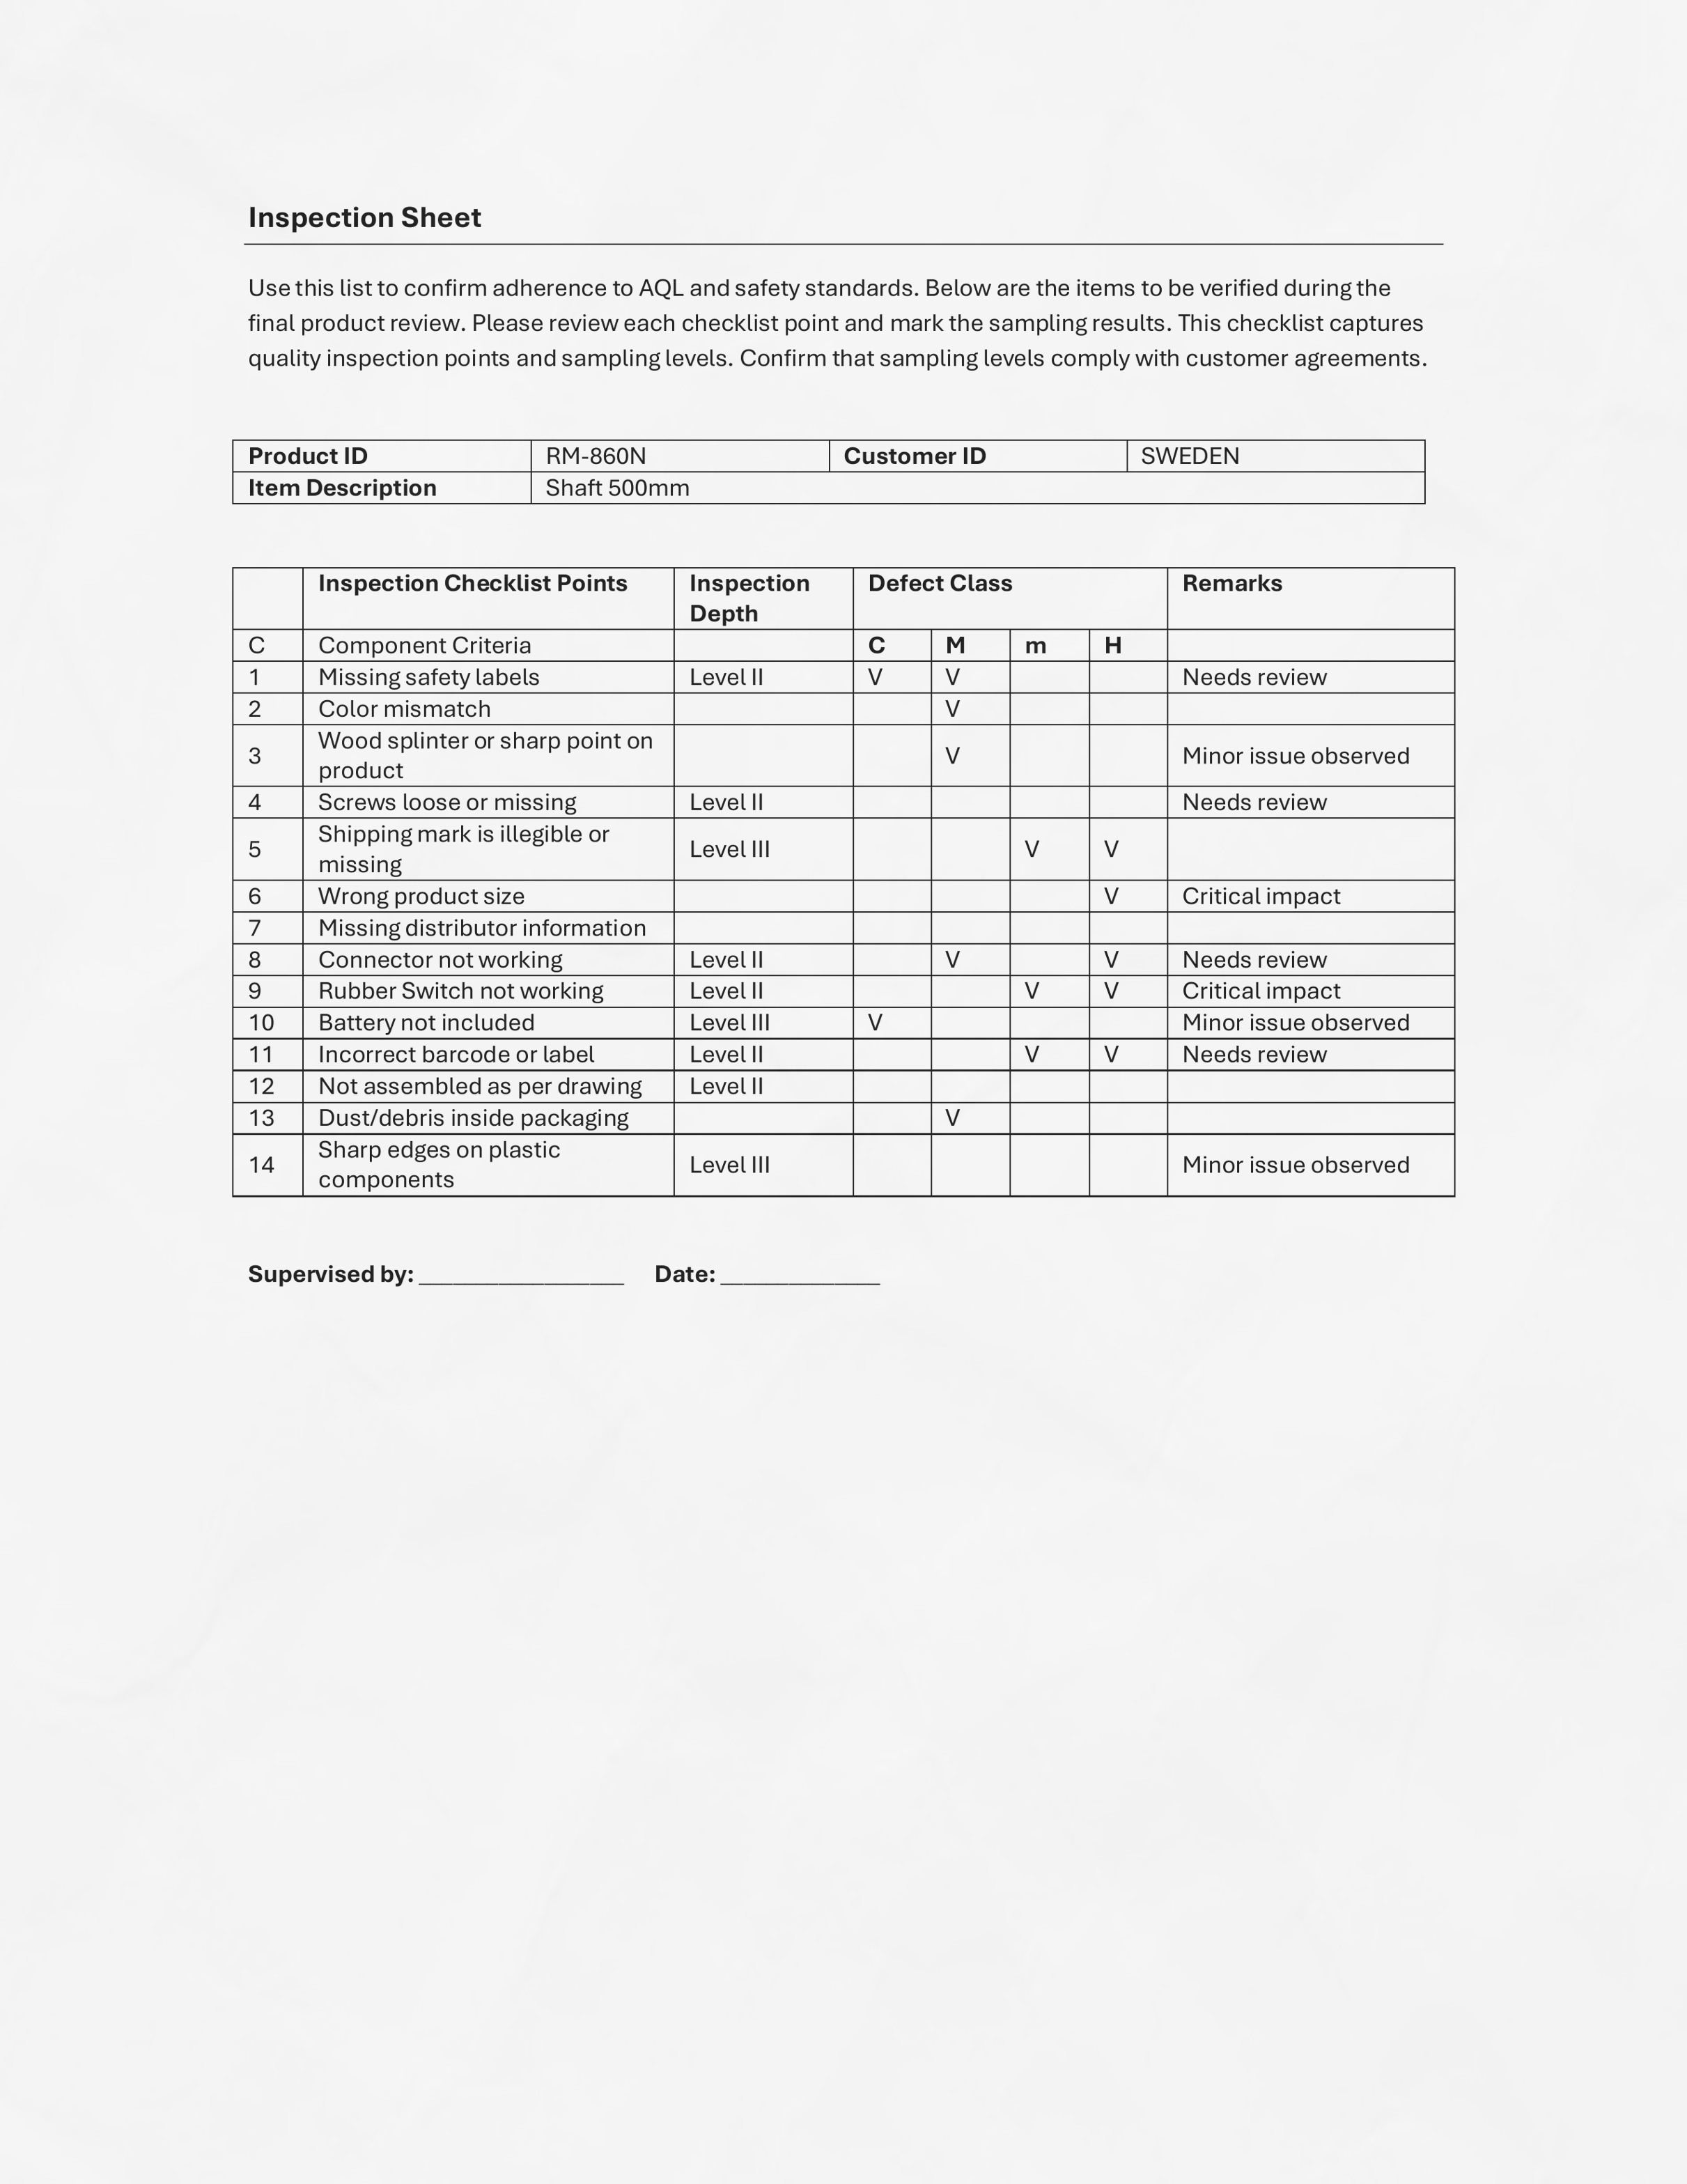 Inspection Sheet
Use this list to confirm adherence to AQL and safety standards. Below are the items to be verified during the
final product review. Please review each checklist point and mark the sampling results. This checklist captures
quality inspection points and sampling levels. Confirm that sampling levels comply with customer agreements.
Product ID RM-860N Customer ID SWEDEN
Item Description Shaft 500mm
Inspection Checklist Points Inspection Depth Defect Class Remarks
C Component Criteria C M m H
1 Missing safety labels Level II V V Needs review
2 Color mismatch V
3 Wood splinter or sharp point on product V Minor issue observed
4 Screws loose or missing Level II Needs review
5 Shipping mark is illegible or missing Level III V V
6 Wrong product size V Critical impact
7 Missing distributor information
8 Connector not working Level II V V Needs review
9 Rubber Switch not working Level II V V Critical impact
10 Battery not included Level III V Minor issue observed
11 Incorrect barcode or label Level II V V Needs review
12 Not assembled as per drawing Level II
13 Dust/debris inside packaging V
14 Sharp edges on plastic components Level III Minor issue observed
Supervised by: __________________ Date: ______________